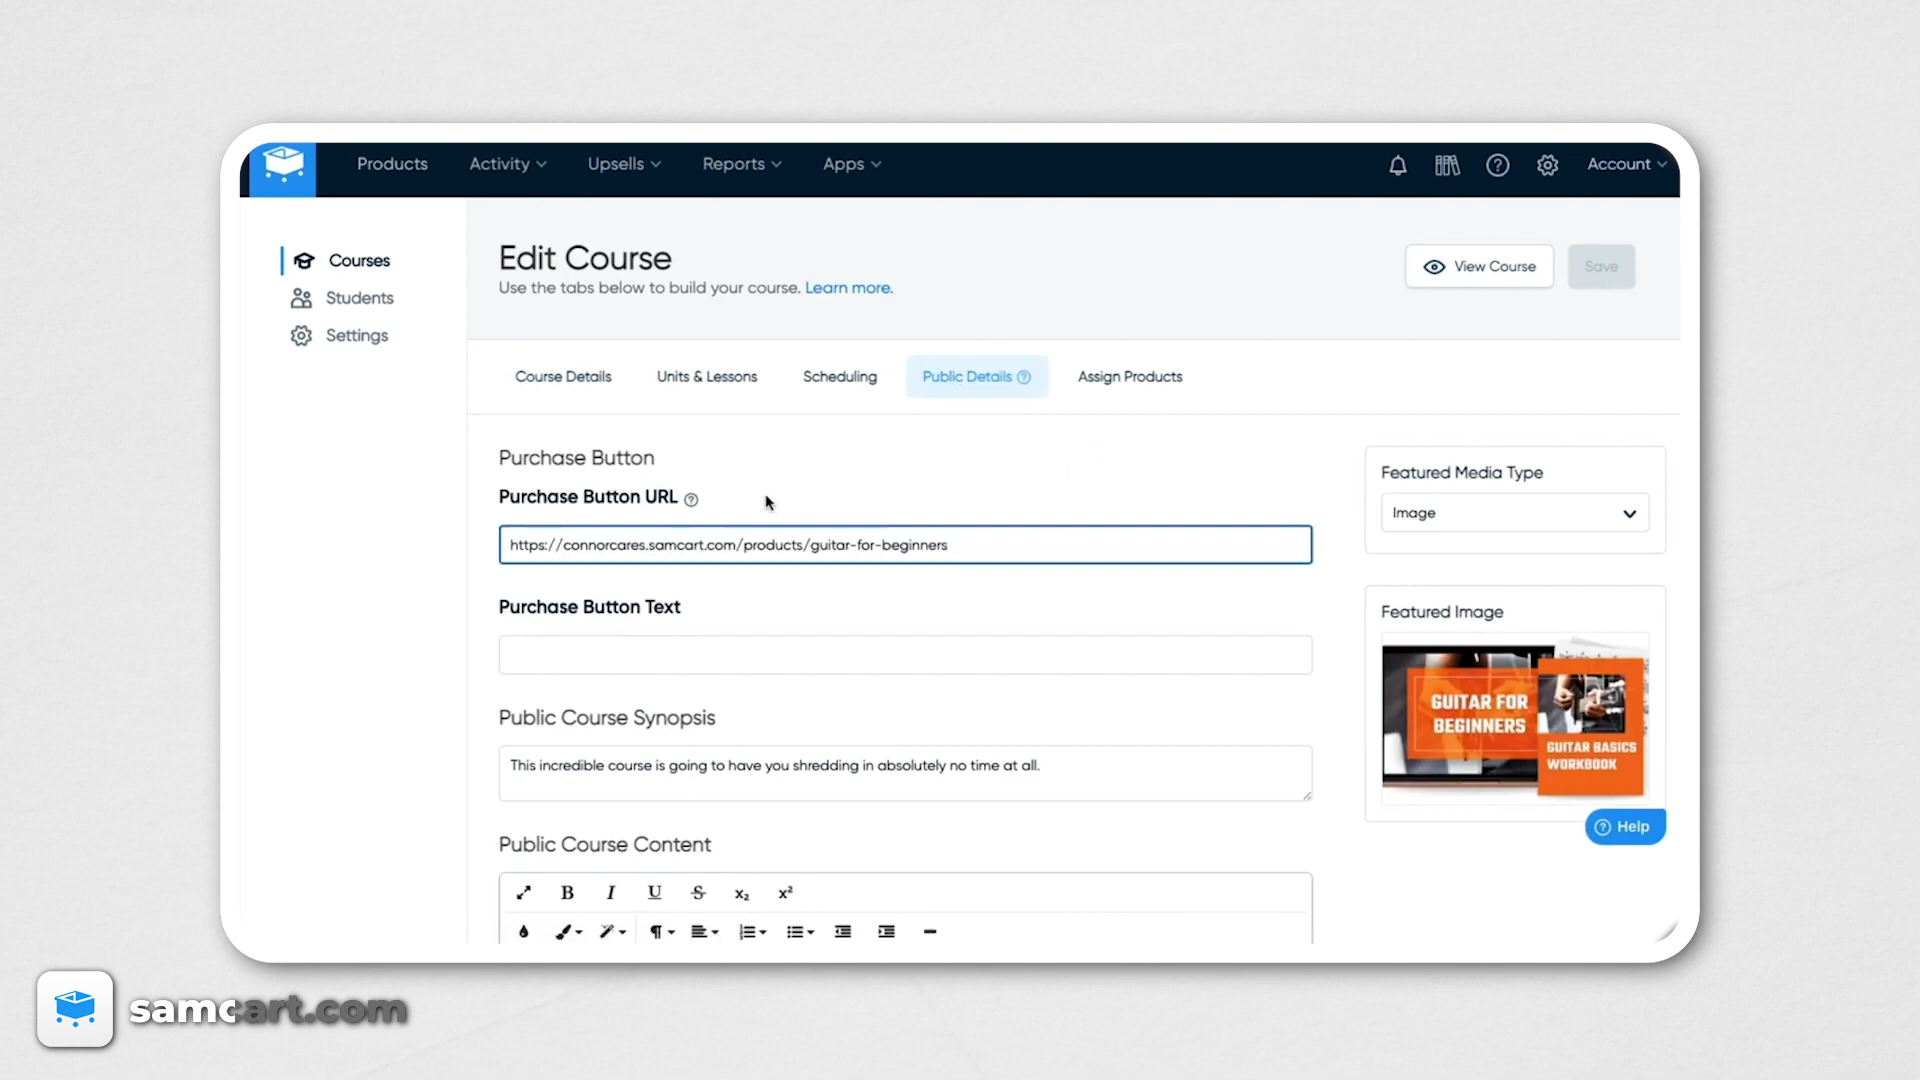 Products Activity Upsells Reports Apps Account
Courses
Students
Settings
Edit Course
Use the tabs below to build your course. Learn more.
View Course
Save
Course Details Units & Lessons Scheduling Public Details Assign Products
Purchase Button
Purchase Button URL
https://connorcares.samcart.com/products/guitar-for-beginners
Purchase Button Text
Public Course Synopsis
This incredible course is going to have you shredding in absolutely no time at all.
Public Course Content
B I U S x₂ x²
Featured Media Type
Image
Featured Image
GUITAR FOR
BEGINNERS
GUITAR BASICS
WORKBOOK
Help
samcart.com